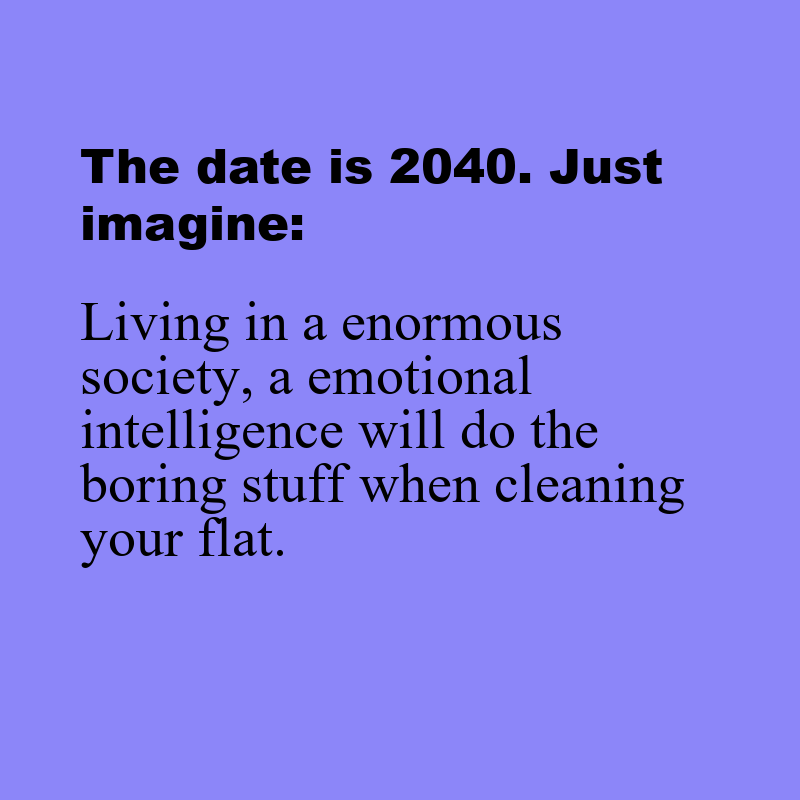 The date is 2040. Just
imagine:
Living in a enormous
society, a emotional
intelligence will do the
boring stuff when cleaning
your flat.